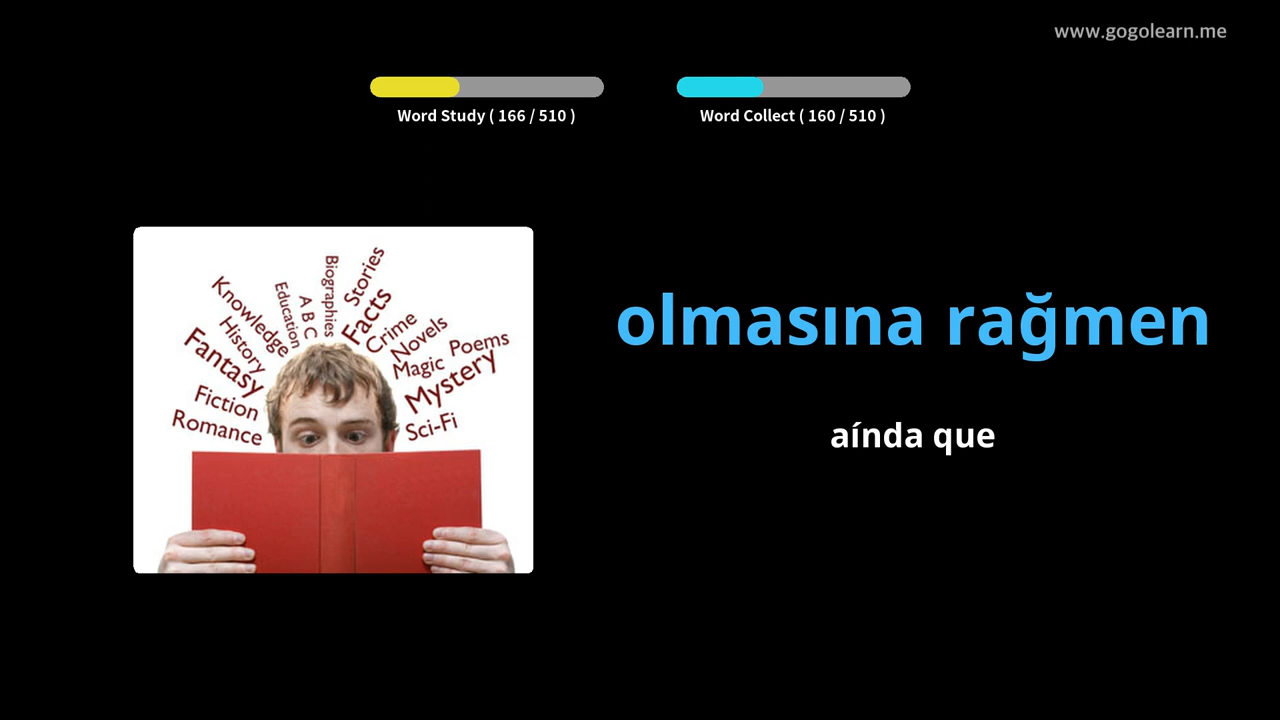 www.gogolearn.me
Word Study ( 166 / 510 )
Word Collect ( 160 / 510 )
Biographies
Stories
Knowledge
Education
A B C
Facts
History
Crime
Novels
Fantasy
Magic
Poems
Mystery
Fiction
Romance
Sci-Fi
olmasına rağmen
aínda que